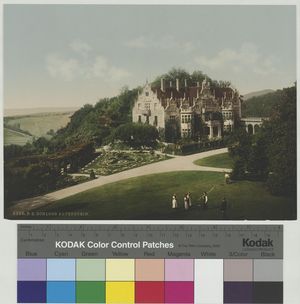 P. Z. SCHLOSS ALTENSTEIN.
KODAK Color Control Patches
Kodak
Blue Cyan Green Yellow Red Magenta White 3/Color Black